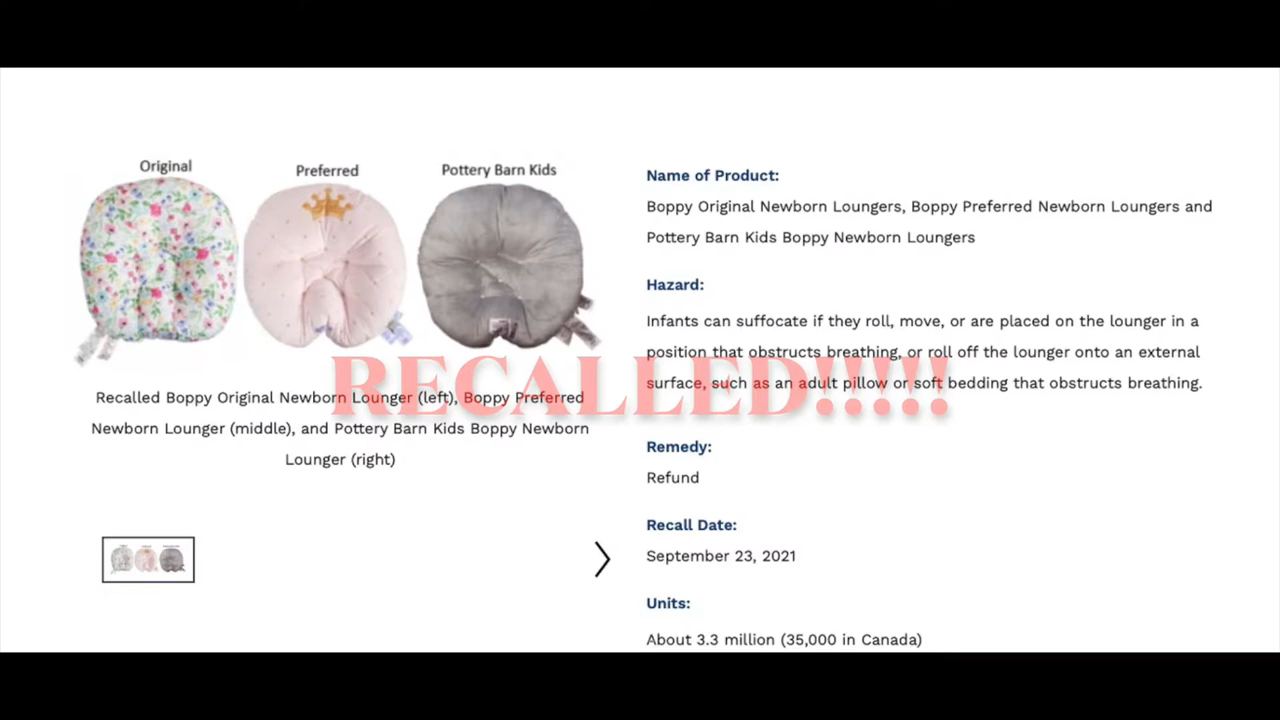 Original
Preferred
Pottery Barn Kids
Recalled Boppy Original Newborn Lounger (left), Boppy Preferred
Newborn Lounger (middle), and Pottery Barn Kids Boppy Newborn
Lounger (right)
RECALLED!!!!!
Name of Product:
Boppy Original Newborn Loungers, Boppy Preferred Newborn Loungers and
Pottery Barn Kids Boppy Newborn Loungers
Hazard:
Infants can suffocate if they roll, move, or are placed on the lounger in a
position that obstructs breathing, or roll off the lounger onto an external
surface, such as an adult pillow or soft bedding that obstructs breathing.
Remedy:
Refund
Recall Date:
September 23, 2021
Units:
About 3.3 million (35,000 in Canada)